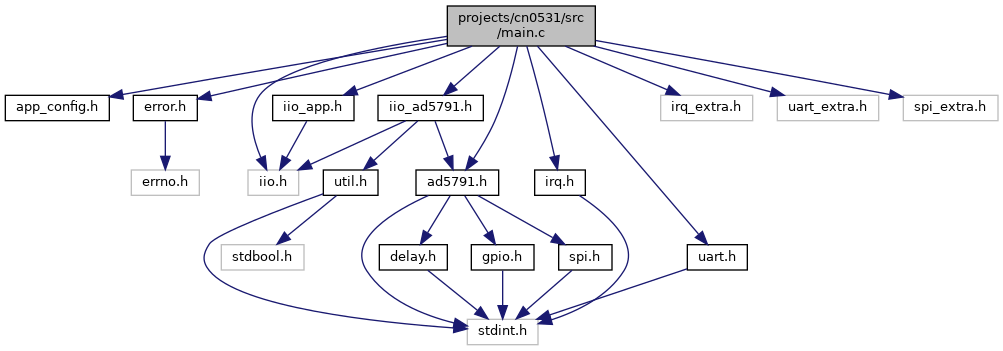 projects/cn0531/src
/main.c
app_config.h
error.h
iio_app.h
iio_ad5791.h
irq_extra.h
uart_extra.h
spi_extra.h
errno.h
iio.h
util.h
ad5791.h
irq.h
stdbool.h
delay.h
gpio.h
spi.h
uart.h
stdint.h